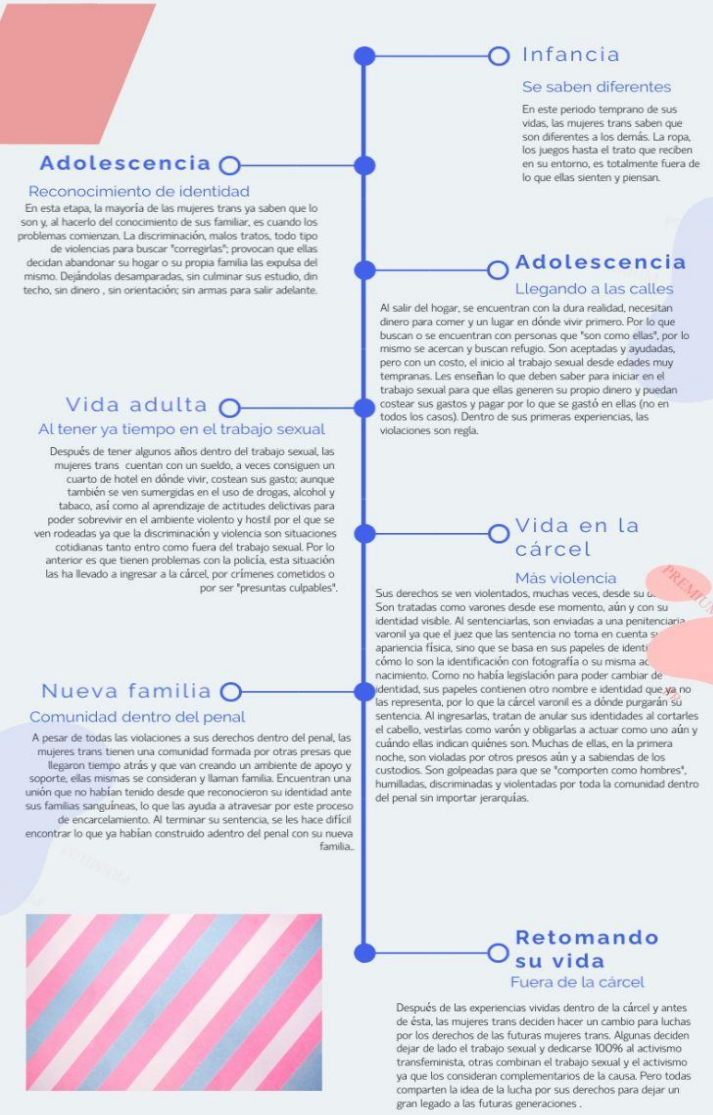 Infancia
Se saben diferentes
En este periodo temprano de sus
vidas, las mujeres trans saben que
son diferentes a los demás. La ropa,
los juegos hasta el trato que reciben
en su entorno, es totalmente fuera de
lo que ellas sienten y piensan.
Adolescencia
Reconocimiento de identidad
En esta etapa, la mayoría de las mujeres trans ya saben que lo
son y, al hacerlo del conocimiento de sus familiar, es cuando los
problemas comienzan. La discriminación, malos tratos, todo tipo
de violencias para buscar "corregirlas"; provocan que ellas
decidan abandonar su hogar o su propia familia las expulsa del
mismo. Dejándolas desamparadas, sin culminar sus estudio, din
techo, sin dinero , sin orientación; sin armas para salir adelante.
Adolescencia
Llegando a las calles
Al salir del hogar, se encuentran con la dura realidad, necesitan
dinero para comer y un lugar en dónde vivir primero. Por lo que
buscan o se encuentran con personas que "son como ellas", por lo
mismo se acercan y buscan refugio. Son aceptadas y ayudadas,
pero con un costo, el inicio al trabajo sexual desde edades muy
tempranas. Les enseñan lo que deben saber para iniciar en el
trabajo sexual para que ellas generen su propio dinero y puedan
costear sus gastos y pagar por lo que se gastó en ellas (no en
todos los casos). Dentro de sus primeras experiencias, las
violaciones son regla.
Vida adulta
Al tener ya tiempo en el trabajo sexual
Después de tener algunos años dentro del trabajo sexual, las
mujeres trans cuentan con un sueldo, a veces consiguen un
cuarto de hotel en dónde vivir, costean sus gasto; aunque
también se ven sumergidas en el uso de drogas, alcohol y
tabaco, así como al aprendizaje de actitudes delictivas para
poder sobrevivir en el ambiente violento y hostil por el que se
ven rodeadas ya que la discriminación y violencia son situaciones
cotidianas tanto entro como fuera del trabajo sexual. Por lo
anterior es que tienen problemas con la policía, esta situación
las ha llevado a ingresar a la cárcel, por crímenes cometidos o
por ser "presuntas culpables".
Vida en la
cárcel
Más violencia
Sus derechos se ven violentados, muchas veces, desde su
Son tratadas como varones desde ese momento, aún y con su
identidad visible. Al sentenciarlas, son enviadas a una penitenciaria
varonil ya que el juez que las sentencia no toma en cuenta
apariencia física, sino que se basa en sus papeles de
cómo lo son la identificación con fotografía o su misma
nacimiento. Como no había legislación para poder cambiar de
identidad, sus papeles contienen otro nombre e identidad que ya no
las representa, por lo que la cárcel varonil es a dónde purgarán su
sentencia. Al ingresarlas, tratan de anular sus identidades al cortarles
el cabello, vestirlas como varón y obligarlas a actuar como uno aún y
cuándo ellas indican quiénes son. Muchas de ellas, en la primera
noche, son violadas por otros presos aún y a sabiendas de los
custodios. Son golpeadas para que se "comporten como hombres",
humilladas, discriminadas y violentadas por toda la comunidad dentro
del penal sin importar jerarquías.
PREMIUM
Nueva familia
Comunidad dentro del penal
A pesar de todas las violaciones a sus derechos dentro del penal, las
mujeres trans tienen una comunidad formada por otras presas que
llegaron tiempo atrás y que van creando un ambiente de apoyo y
soporte, ellas mismas se consideran y llaman familia. Encuentran una
unión que no habían tenido desde que reconocieron su identidad ante
sus familias sanguíneas, lo que las ayuda a atravesar por este proceso
de encarcelamiento. Al terminar su sentencia, se les hace difícil
encontrar lo que ya habían construido adentro del penal con su nueva
familia..
Retomando
su vida
Fuera de la cárcel
Después de las experiencias vividas dentro de la cárcel y antes
de ésta, las mujeres trans deciden hacer un cambio para luchas
por los derechos de las futuras mujeres trans. Algunas deciden
dejar de lado el trabajo sexual y dedicarse 100% al activismo
transfeminista, otras combinan el trabajo sexual y el activismo
ya que los consideran complementarios de la causa. Pero todas
comparten la idea de la lucha por sus derechos para dejar un
gran legado a las futuras generaciones .